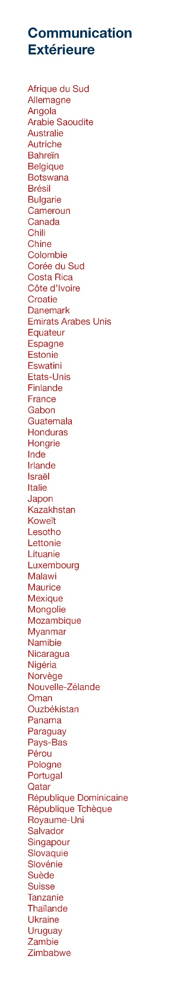 Communication
Extérieure
Afrique du Sud
Allemagne
Angola
Arabie Saoudite
Australie
Autriche
Bahreïn
Belgique
Botswana
Brésil
Bulgarie
Cameroun
Canada
Chili
Chine
Colombie
Corée du Sud
Costa Rica
Côte d’Ivoire
Croatie
Danemark
Emirats Arabes Unis
Equateur
Espagne
Estonie
Eswatini
Etats-Unis
Finlande
France
Gabon
Guatemala
Honduras
Hongrie
Inde
Irlande
Israël
Italie
Japon
Kazakhstan
Koweït
Lesotho
Lettonie
Lituanie
Luxembourg
Malawi
Maurice
Mexique
Mongolie
Mozambique
Myanmar
Namibie
Nicaragua
Nigéria
Norvège
Nouvelle-Zélande
Oman
Ouzbékistan
Panama
Paraguay
Pays-Bas
Pérou
Pologne
Portugal
Qatar
République Dominicaine
République Tchèque
Royaume-Uni
Salvador
Singapour
Slovaquie
Slovénie
Suède
Suisse
Tanzanie
Thaïlande
Ukraine
Uruguay
Zambie
Zimbabwe